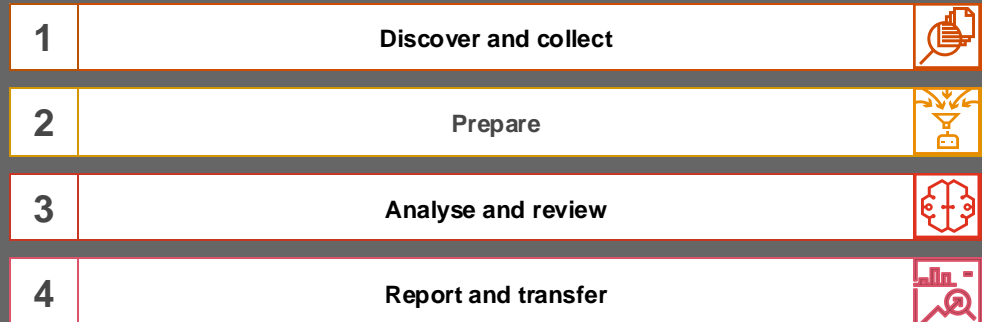 1 Discover and collect
2 Prepare
3 Analyse and review
4 Report and transfer